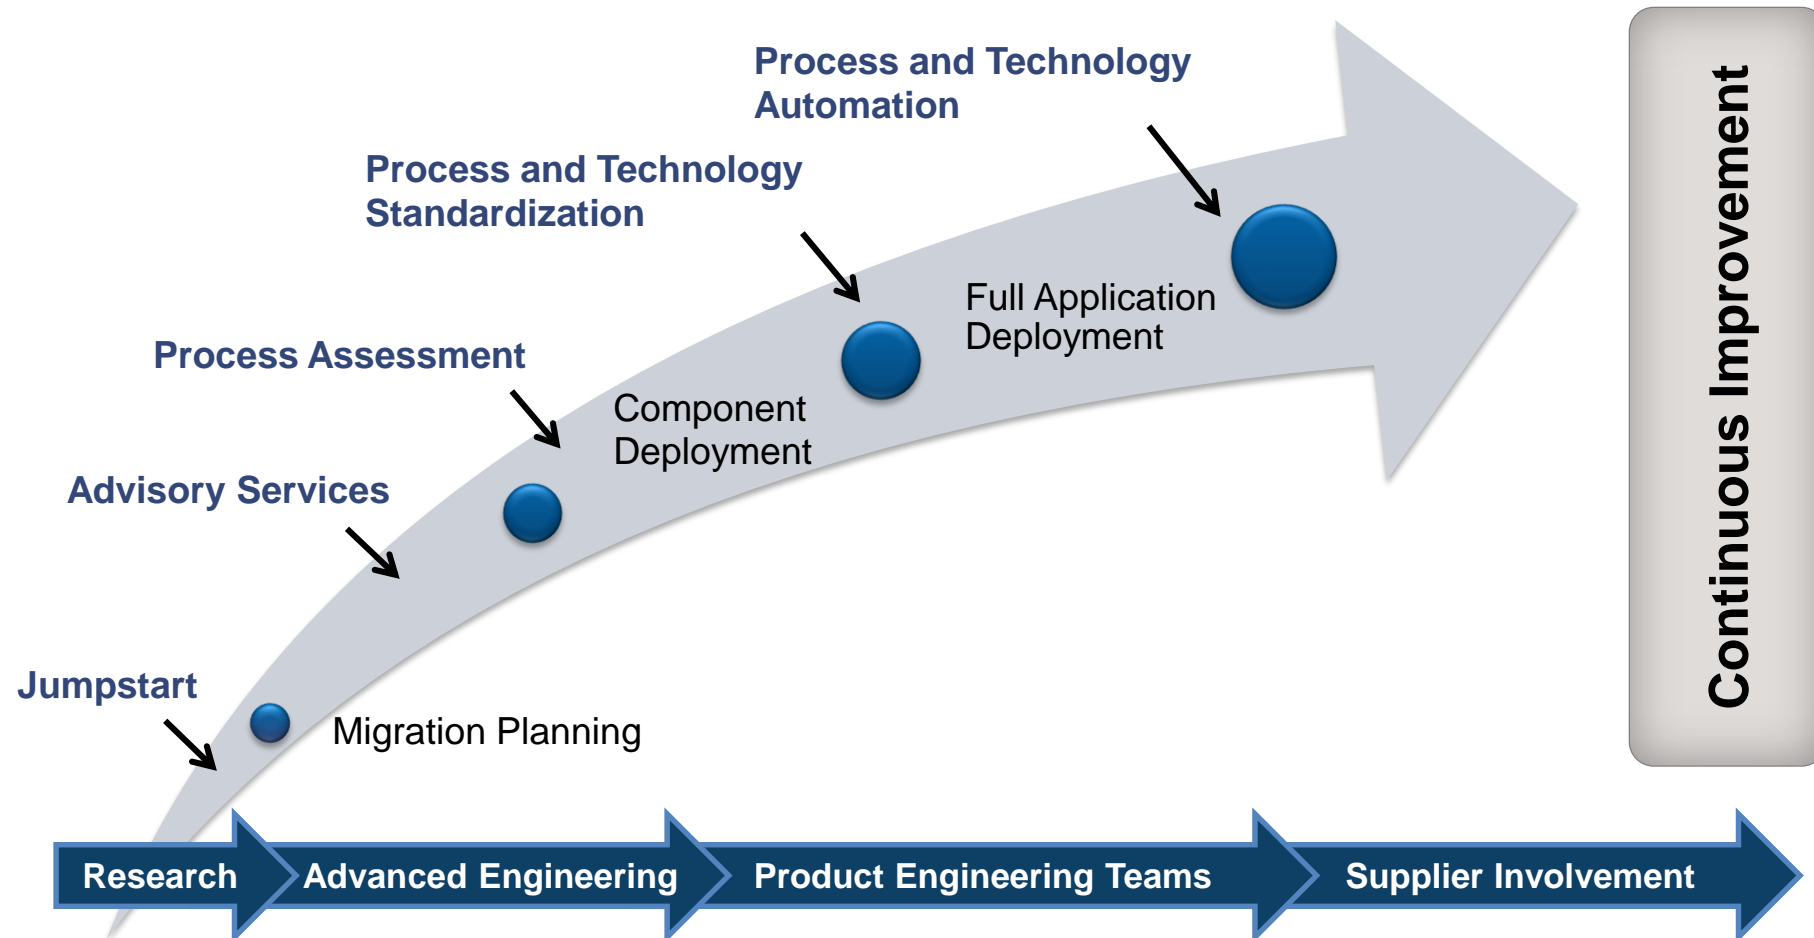 Process and Technology
Automation
Process and Technology
Standardization
Full Application
Deployment
Process Assessment
Component
Deployment
Advisory Services
Jumpstart
Migration Planning
Continuous Improvement
Research
Advanced Engineering
Product Engineering Teams
Supplier Involvement